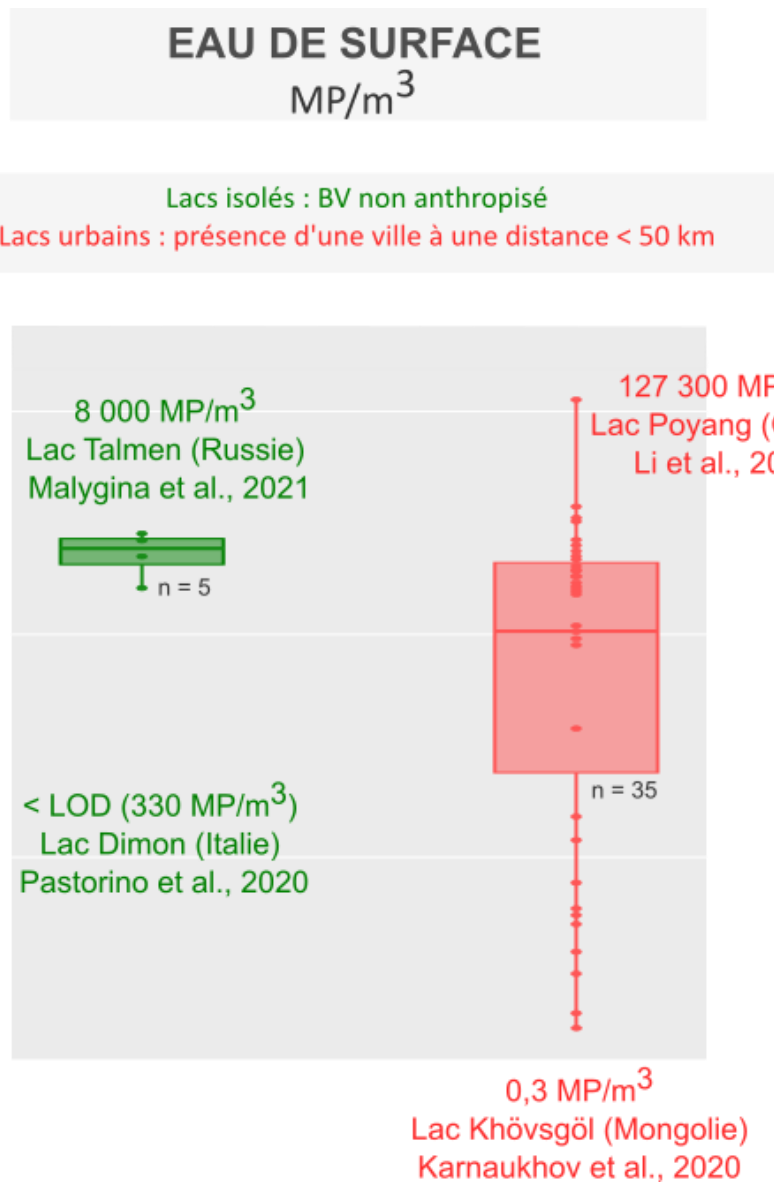 EAU DE SURFACE
MP/m³
Lacs isolés : BV non anthropisé
Lacs urbains : présence d'une ville à une distance < 50 km
8 000 MP/m³
Lac Talmen (Russie)
Malygina et al., 2021
n = 5
127 300
Lac Poyang
Li et al.,
n = 35
< LOD (330 MP/m³)
Lac Dimon (Italie)
Pastorino et al., 2020
0,3 MP/m³
Lac Khövsgöl (Mongolie)
Karnaukhov et al., 2020